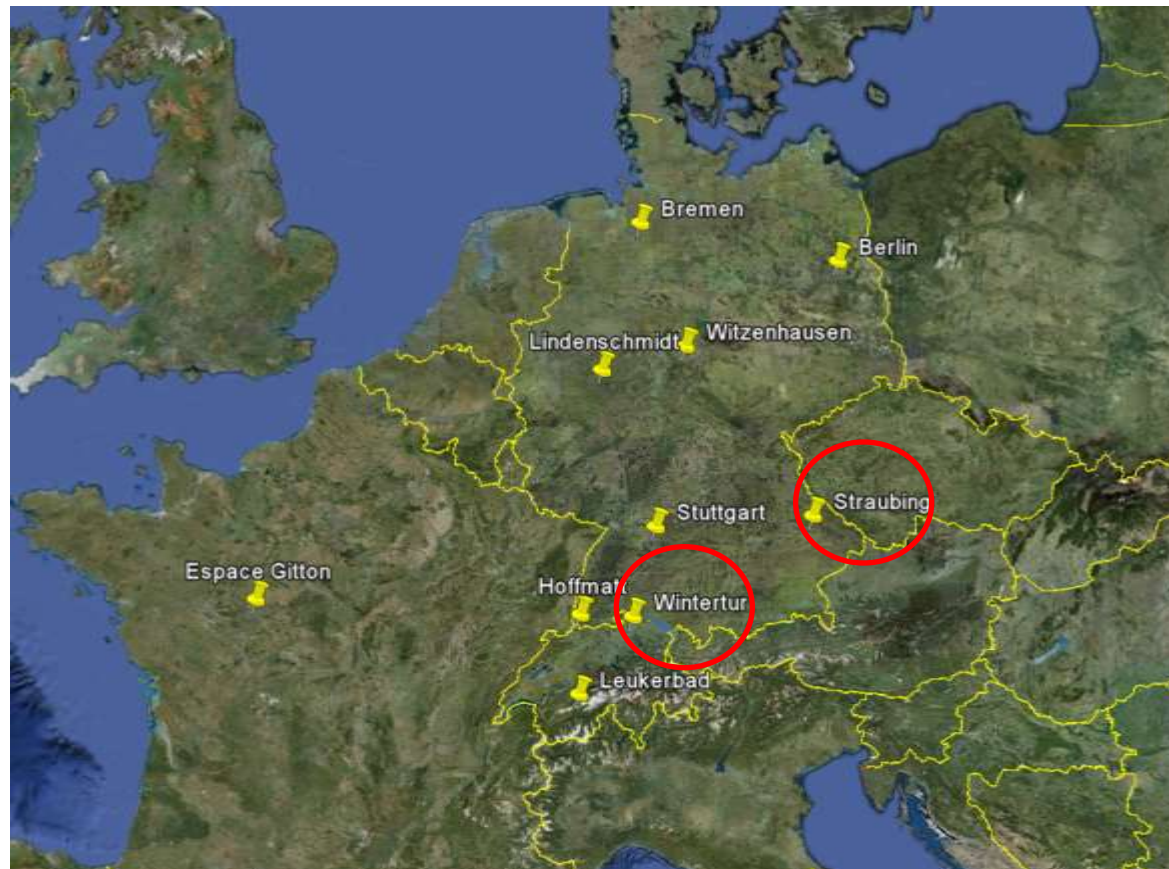 Bremen
Berlin
Witzenhausen
Lindenschmidt
Straubing
Stuttgart
Espace Gitton
Hoffmatt
Wintertur
Leukerbad